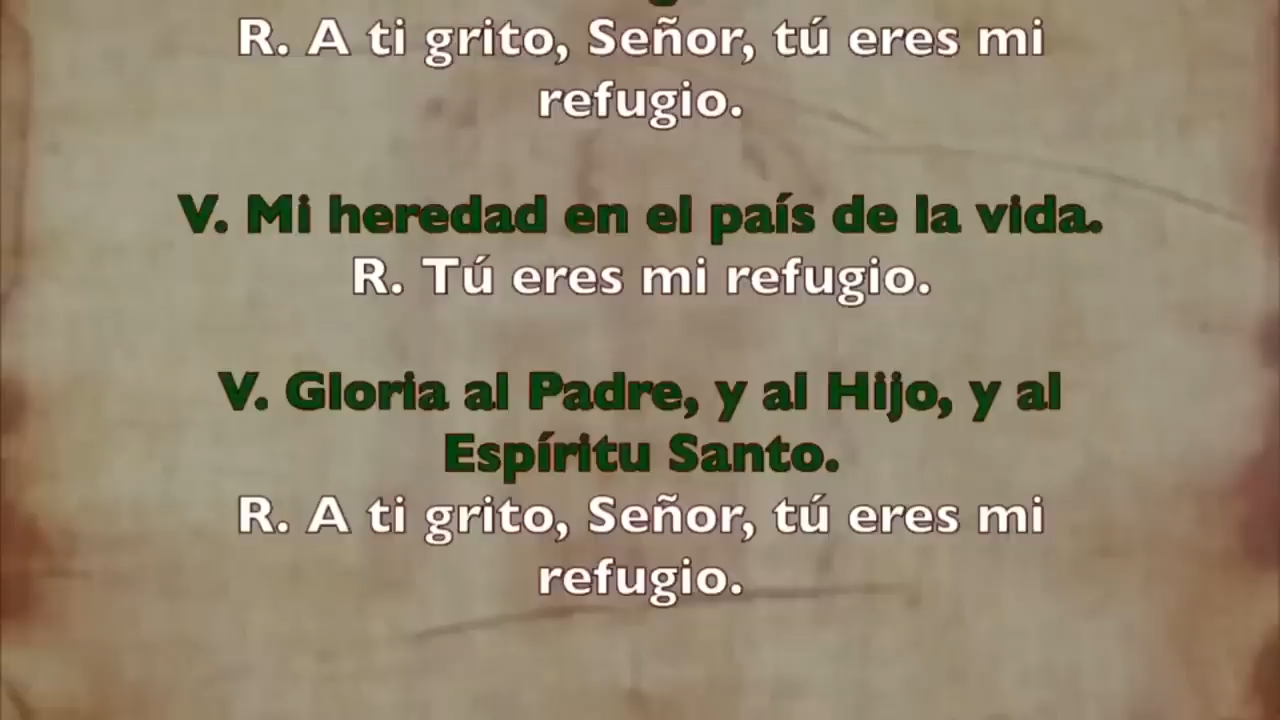 R. A ti grito, Señor, tú eres mi
refugio.
V. Mi heredad en el país de la vida.
R. Tú eres mi refugio.
V. Gloria al Padre, y al Hijo, y al
Espíritu Santo.
R. A ti grito, Señor, tú eres mi
refugio.